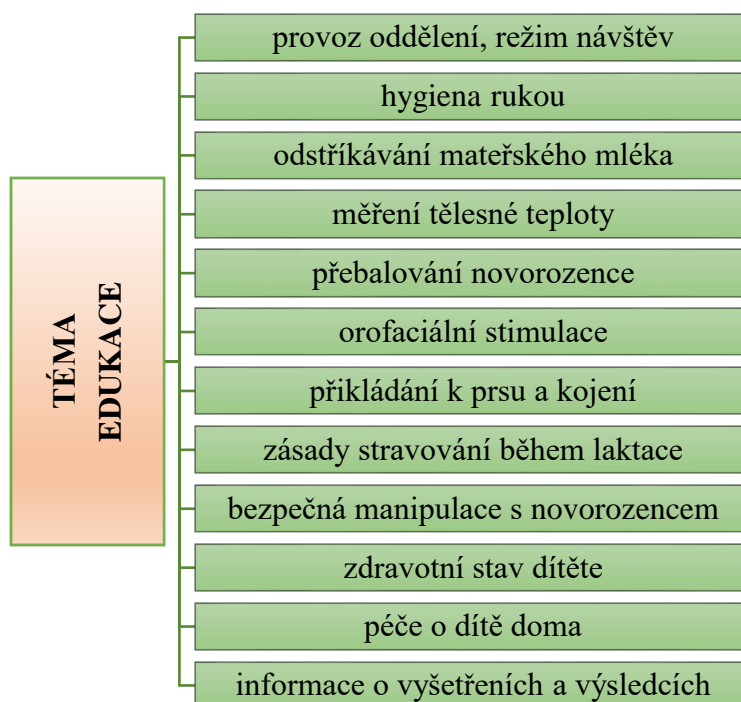 TÉMA
EDUKACE
provoz oddělení, režim návštěv
hygiena rukou
odstříkávání mateřského mléka
měření tělesné teploty
přebalování novorozence
orofaciální stimulace
přikládání k prsu a kojení
zásady stravování během laktace
bezpečná manipulace s novorozencem
zdravotní stav dítěte
péče o dítě doma
informace o vyšetřeních a výsledcích